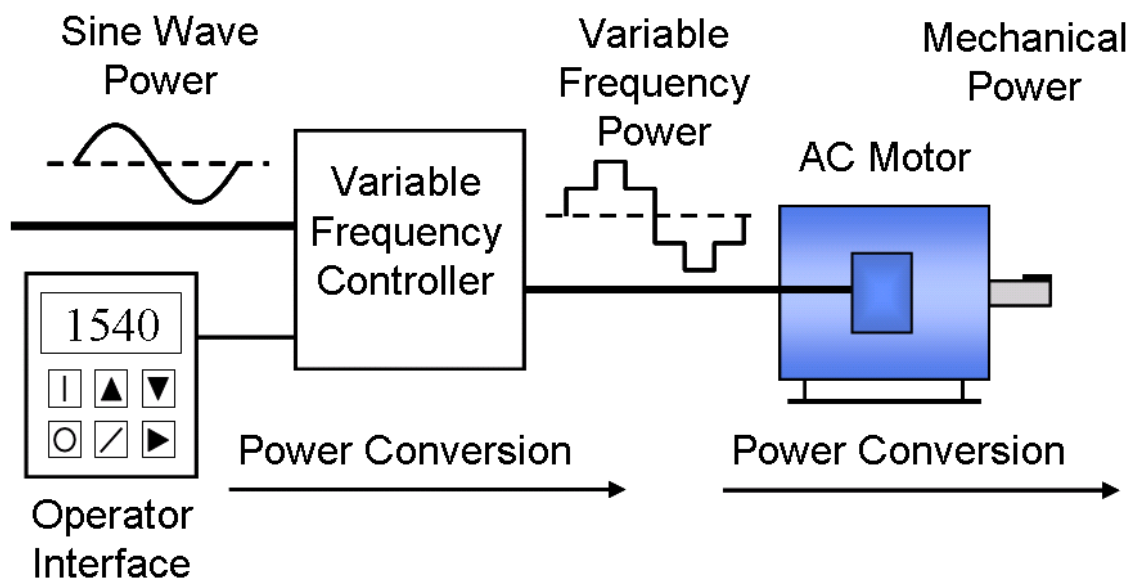 Sine Wave
Power
Variable
Frequency
Power
Mechanical
Power
AC Motor
Variable
Frequency
Controller
1540
Power Conversion
Power Conversion
Operator
Interface